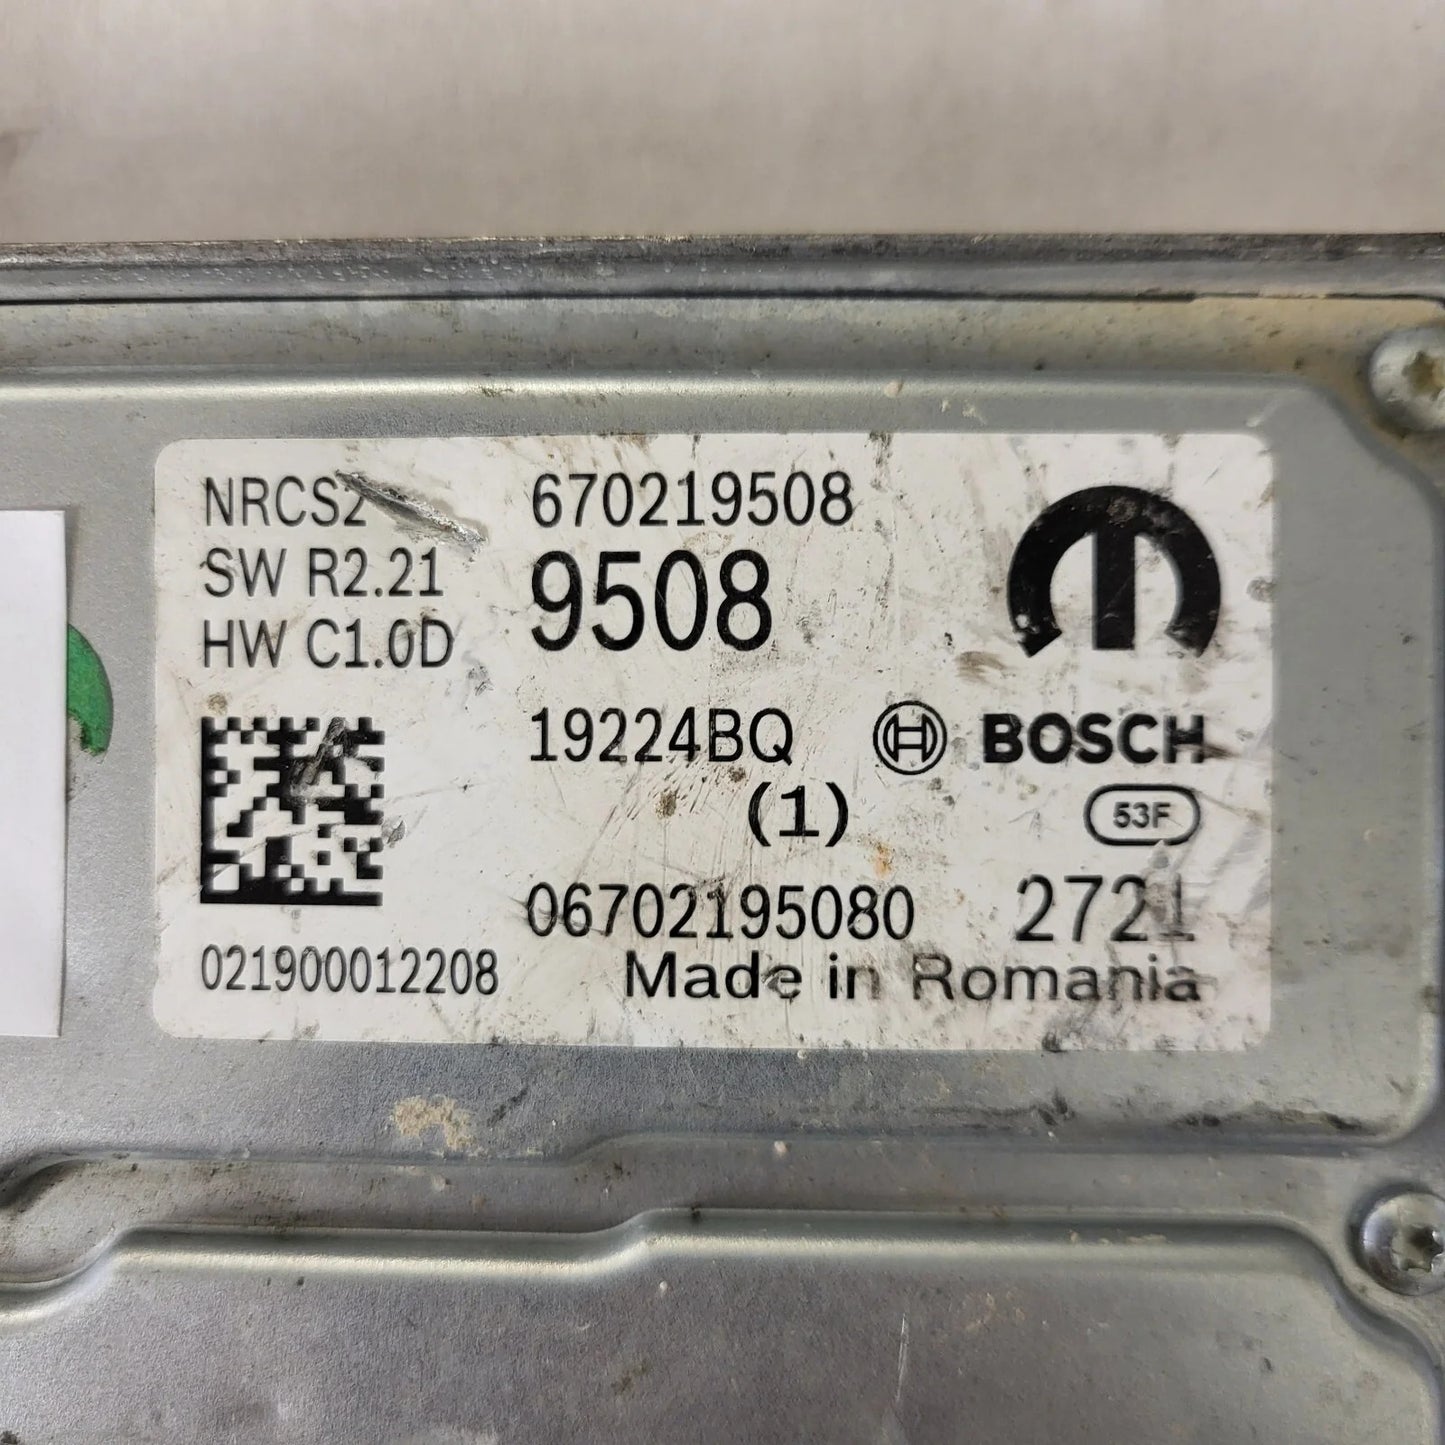 NRCS2 670219508
SW R2.21 9508
HW C1.0D
19224BQ BOSCH
(1) 53F
06702195080 2721
021900012208 Made in Romania